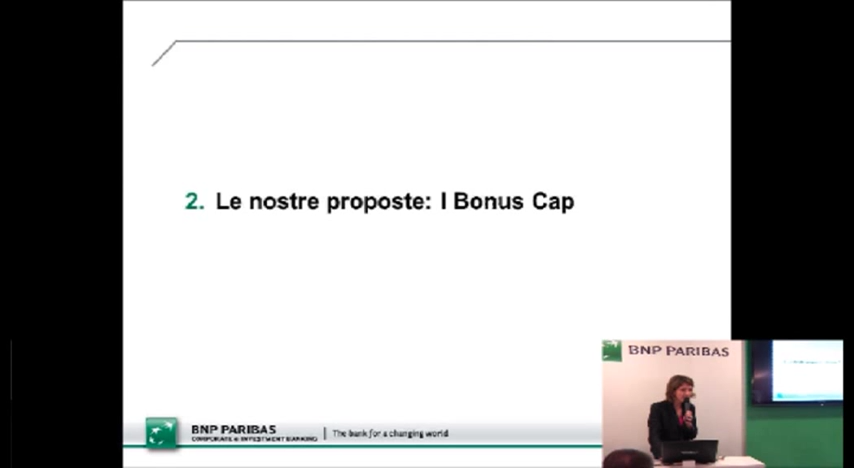 2. Le nostre proposte: I Bonus Cap
BNP PARIBAS
BNP PARIBAS
CORPORATE & INVESTMENT BANKING
The bank for a changing world